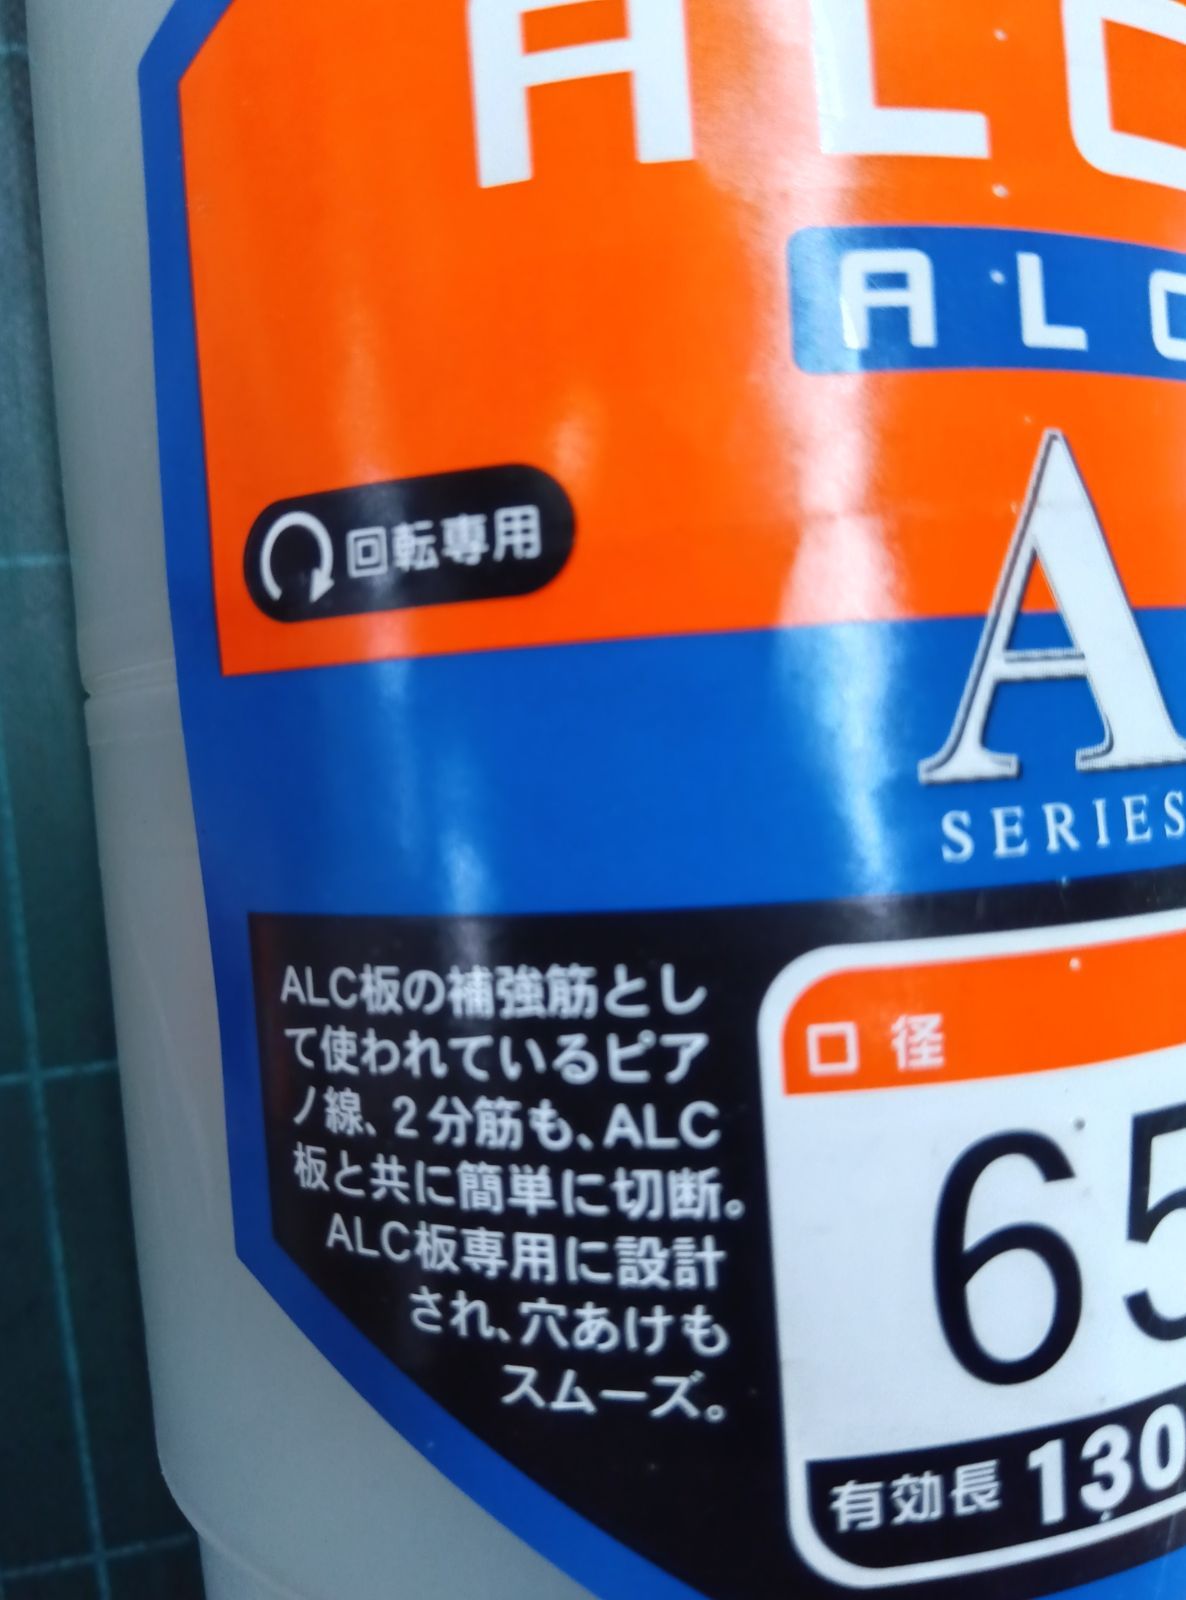 ALC
ALC
回転専用
A
SERIES
ALC板の補強筋とし
て使われているピア
ノ線、2分筋も、ALC
板と共に簡単に切断。
ALC板専用に設計
され、穴あけも
スムーズ。
口径
65
有効長 130